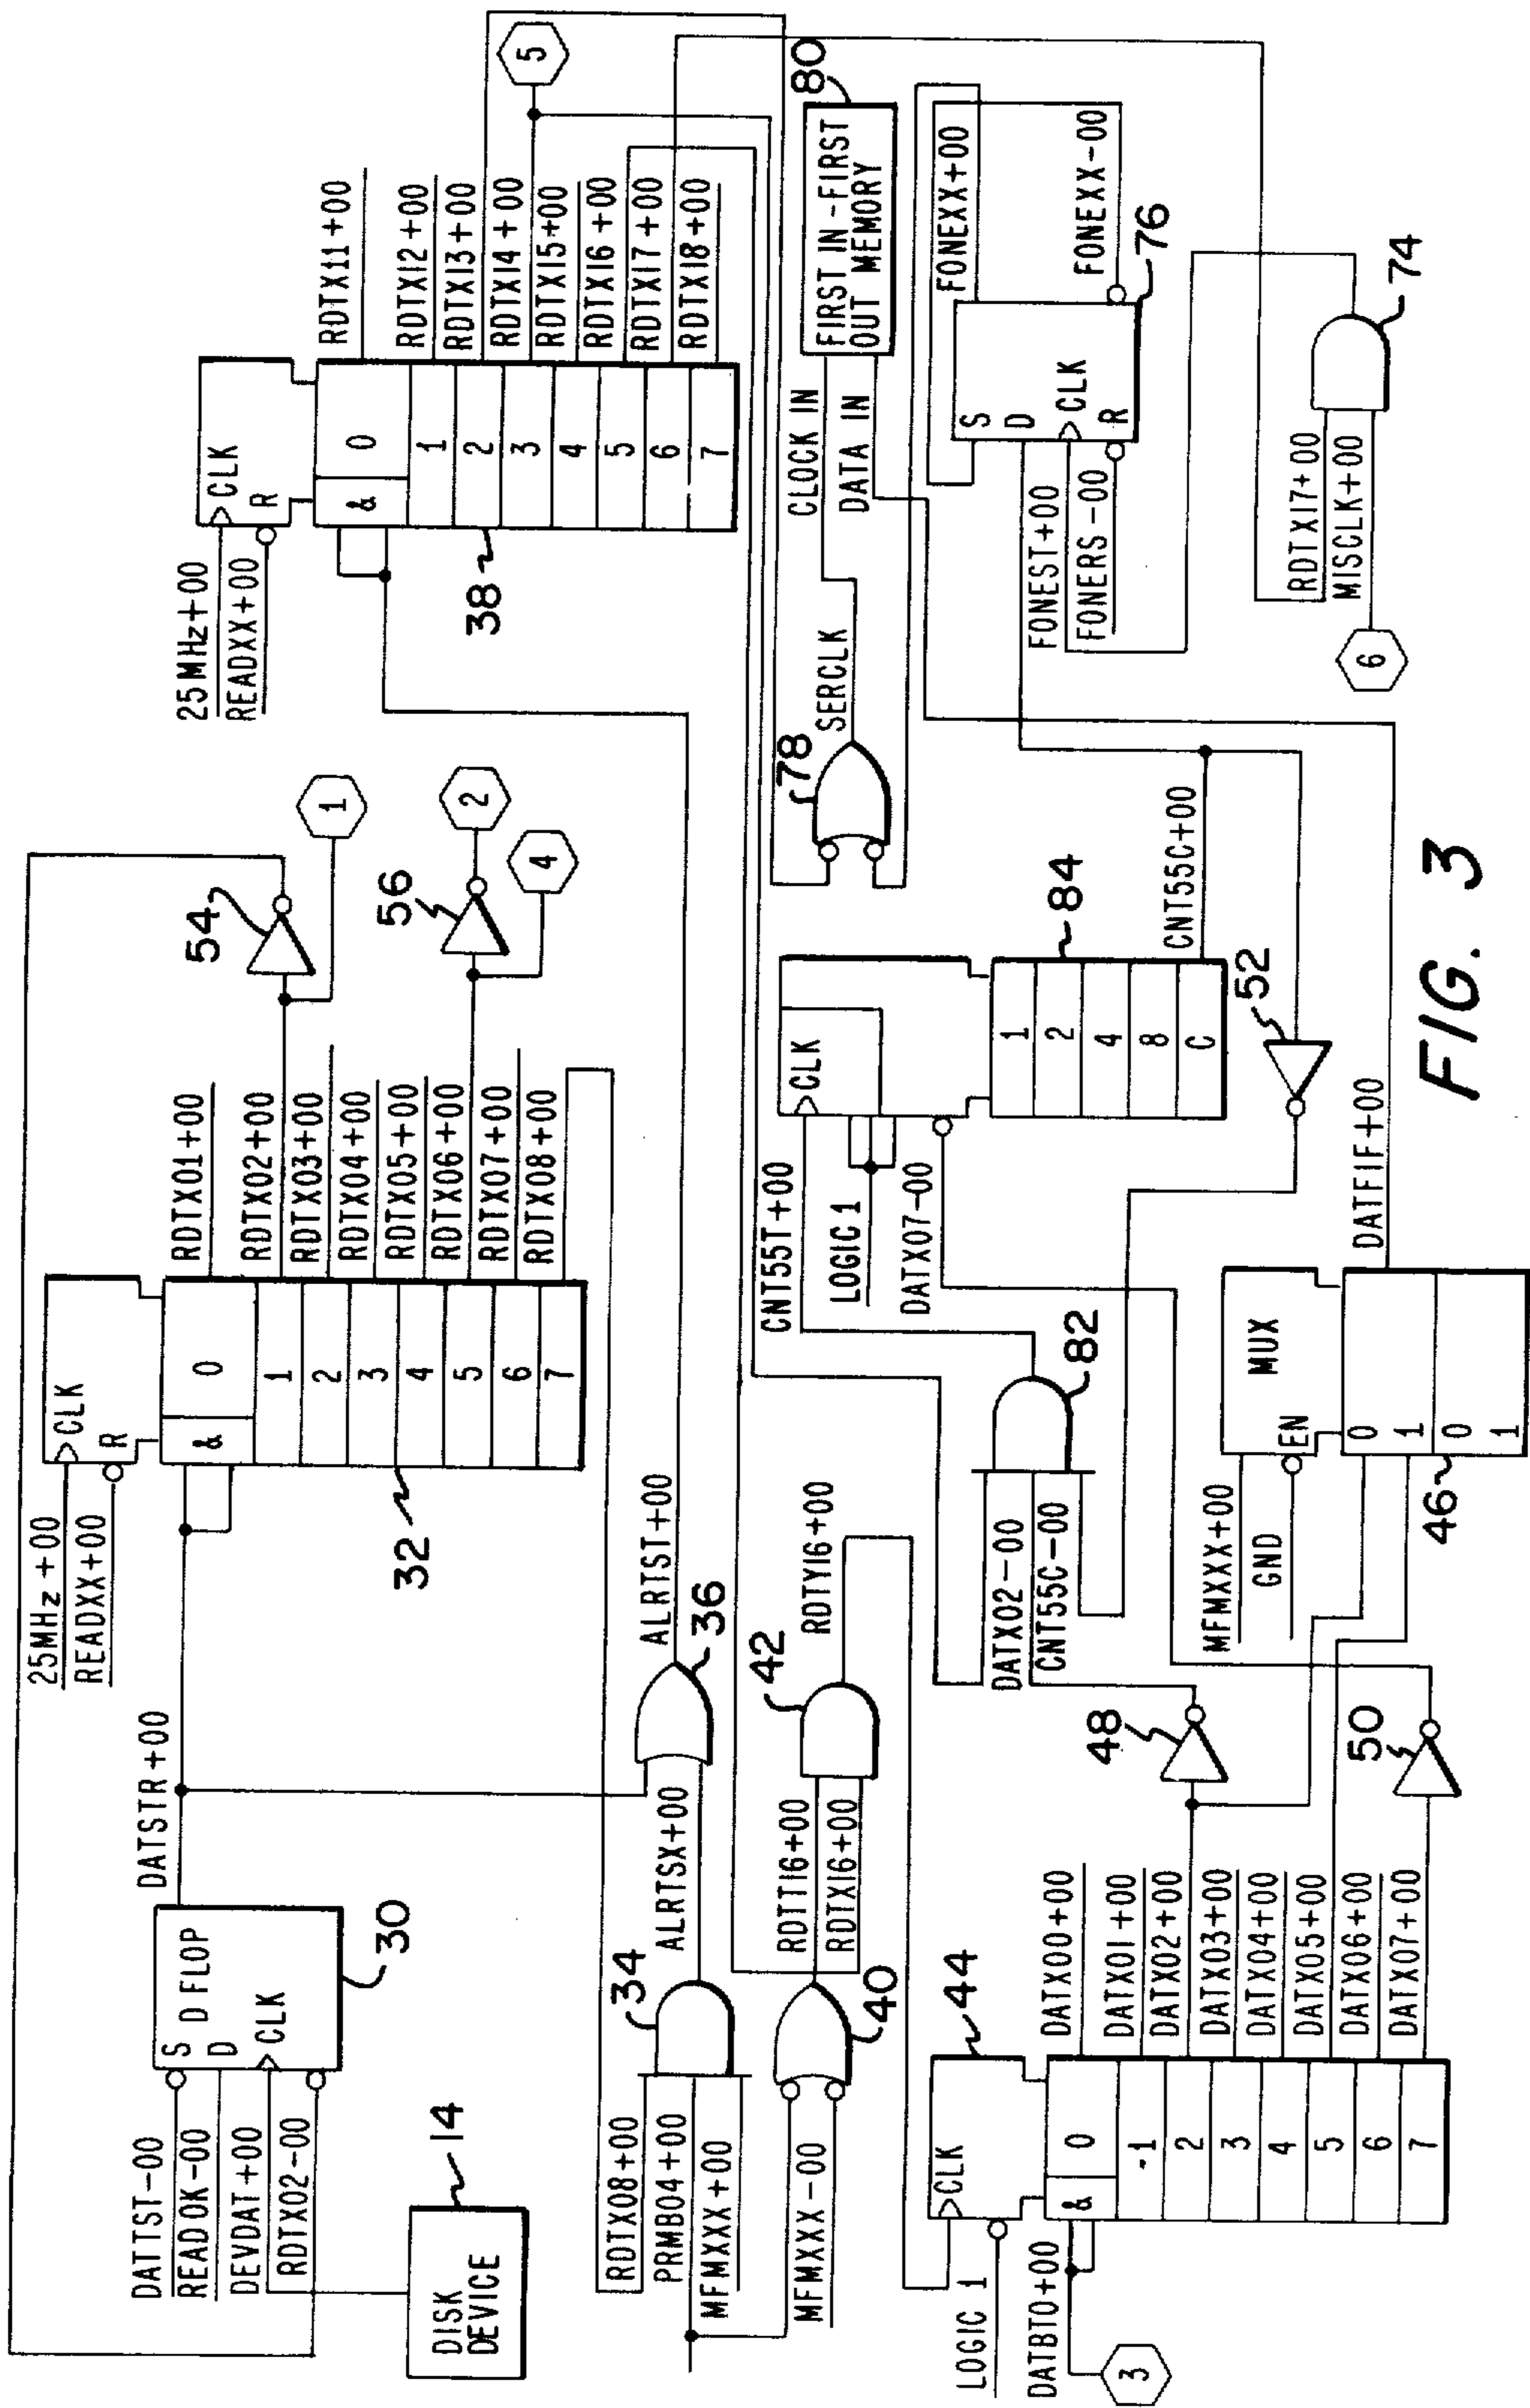 DATTST-00
READOK-00
DEVDAT+00
RDTX02-00
S
D FLOP
D
CLK
30
DISK
DEVICE
14
DATSTR+00
25MHz+00
READXX+00
CLK
R
&
0
1
2
3
4
5
6
7
32
RDTX01+00
RDTX02+00
RDTX03+00
RDTX04+00
RDTX05+00
RDTX06+00
RDTX07+00
RDTX08+00
54
1
56
2
4
25MHz+00
READXX+00
CLK
R
&
0
1
2
3
4
5
6
7
38
RDTX11+00
RDTX12+00
RDTX13+00
RDTX14+00
RDTX15+00
RDTX16+00
RDTX17+00
RDTX18+00
5
RDTX08+00
PRMB04+00
MFMXXX+00
34
ALRTSX+00
36
ALRTST+00
MFMXXX-00
40
RDTT16+00
RDTX16+00
42
RDTY16+00
LOGIC 1
DATBT0+00
3
CLK
&
0
-1
2
3
4
5
6
7
44
DATX00+00
DATX01+00
DATX02+00
DATX03+00
DATX04+00
DATX05+00
DATX06+00
DATX07+00
48
50
DATX02-00
CNT55C-00
82
CNT55T+00
LOGIC 1
DATX07-00
CLK
1
2
4
8
C
84
CNT55C+00
52
MFMXXX+00
GND
MUX
EN
0
1
0
1
46
DATFIF+00
78
SERCLK
CLOCK IN
DATA IN
FIRST IN-FIRST
OUT MEMORY
80
FONEST+00
FONERS-00
S
D
CLK
R
FONEXX+00
FONEXX-00
76
RDTX17+00
MISCLK+00
6
74
FIG. 3